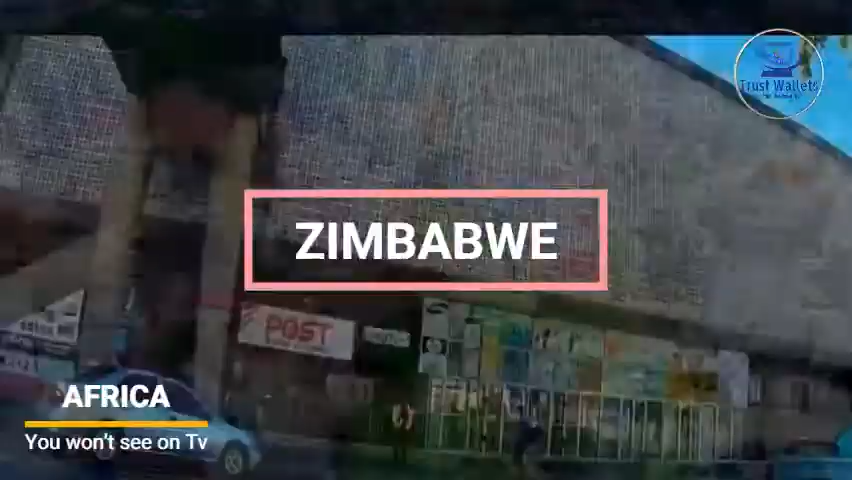 Trust Wallets
ZIMBABWE
POST
AFRICA
You won't see on Tv